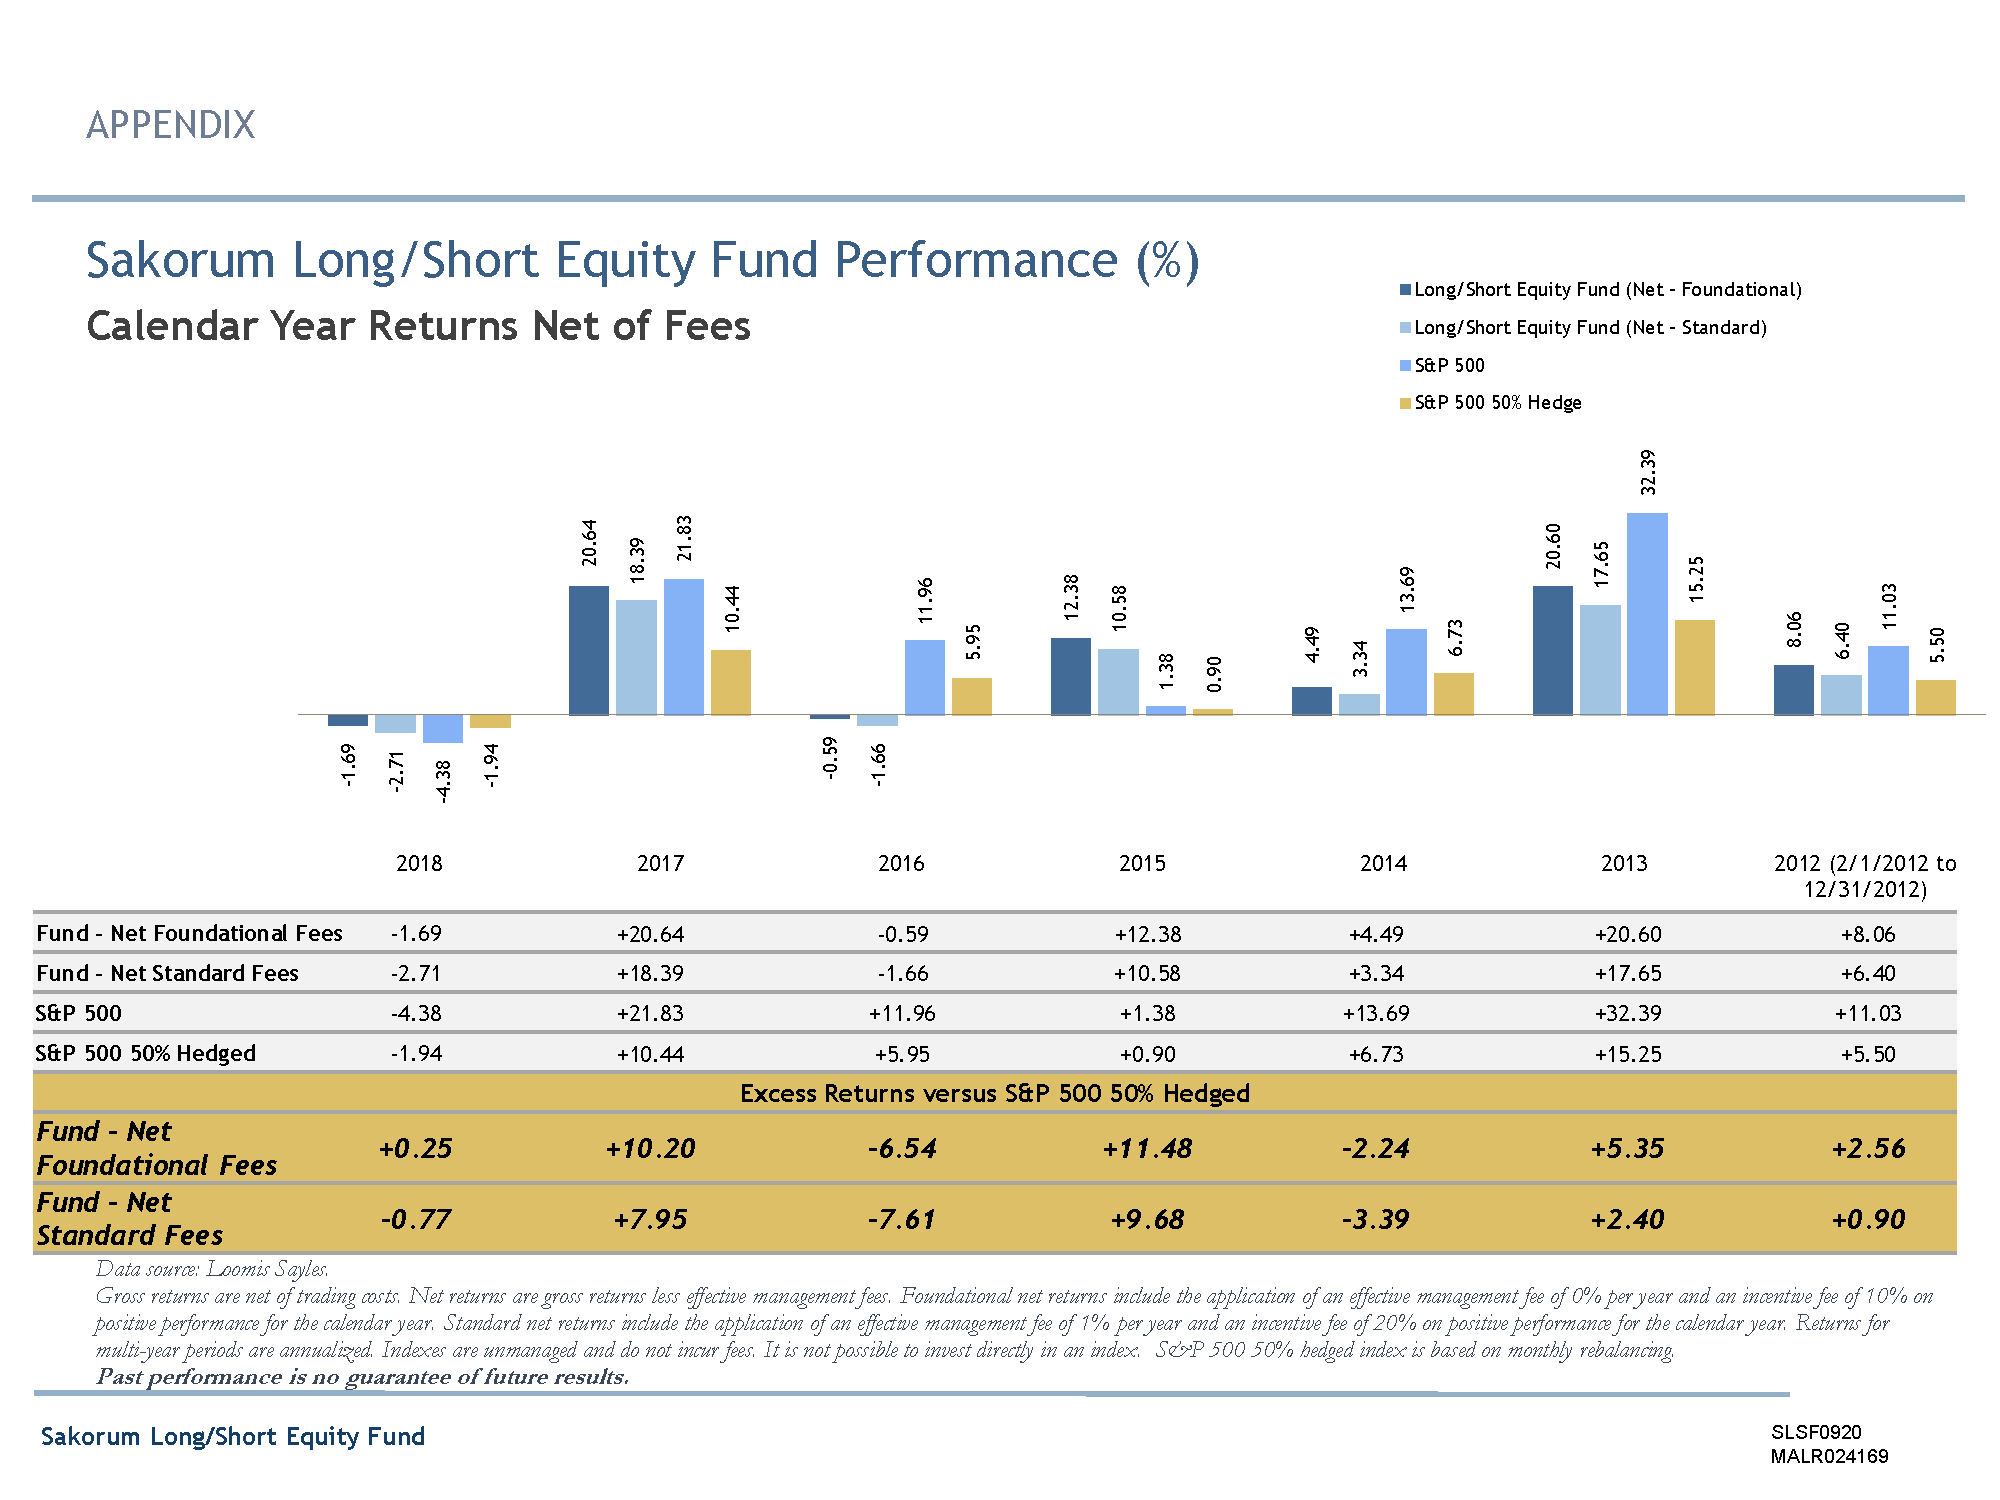 APPENDIX
Sakorum Long/Short Equity Fund Performance (%)
Calendar Year Returns Net of Fees
Long/Short Equity Fund (Net – Foundational)
Long/Short Equity Fund (Net – Standard)
S&P 500
S&P 500 50% Hedge
-1.69
-2.71
-4.38
-1.94
20.64
18.39
21.83
10.44
-0.59
-1.66
11.96
5.95
12.38
10.58
1.38
0.90
4.49
3.34
13.69
6.73
20.60
17.65
32.39
15.25
8.06
6.40
11.03
5.50
2018 2017 2016 2015 2014 2013 2012 (2/1/2012 to
12/31/2012)
Fund – Net Foundational Fees -1.69 +20.64 -0.59 +12.38 +4.49 +20.60 +8.06
Fund – Net Standard Fees -2.71 +18.39 -1.66 +10.58 +3.34 +17.65 +6.40
S&P 500 -4.38 +21.83 +11.96 +1.38 +13.69 +32.39 +11.03
S&P 500 50% Hedged -1.94 +10.44 +5.95 +0.90 +6.73 +15.25 +5.50
Excess Returns versus S&P 500 50% Hedged
Fund – Net
Foundational Fees +0.25 +10.20 -6.54 +11.48 -2.24 +5.35 +2.56
Fund – Net
Standard Fees -0.77 +7.95 -7.61 +9.68 -3.39 +2.40 +0.90
Data source: Loomis Sayles.
Gross returns are net of trading costs. Net returns are gross returns less effective management fees. Foundational net returns include the application of an effective management fee of 0% per year and an incentive fee of 10% on
positive performance for the calendar year. Standard net returns include the application of an effective management fee of 1% per year and an incentive fee of 20% on positive performance for the calendar year. Returns for
multi-year periods are annualized. Indexes are unmanaged and do not incur fees. It is not possible to invest directly in an index. S&P 500 50% hedged index is based on monthly rebalancing.
Past performance is no guarantee of future results.
Sakorum Long/Short Equity Fund
SLSF0920
MALR024169